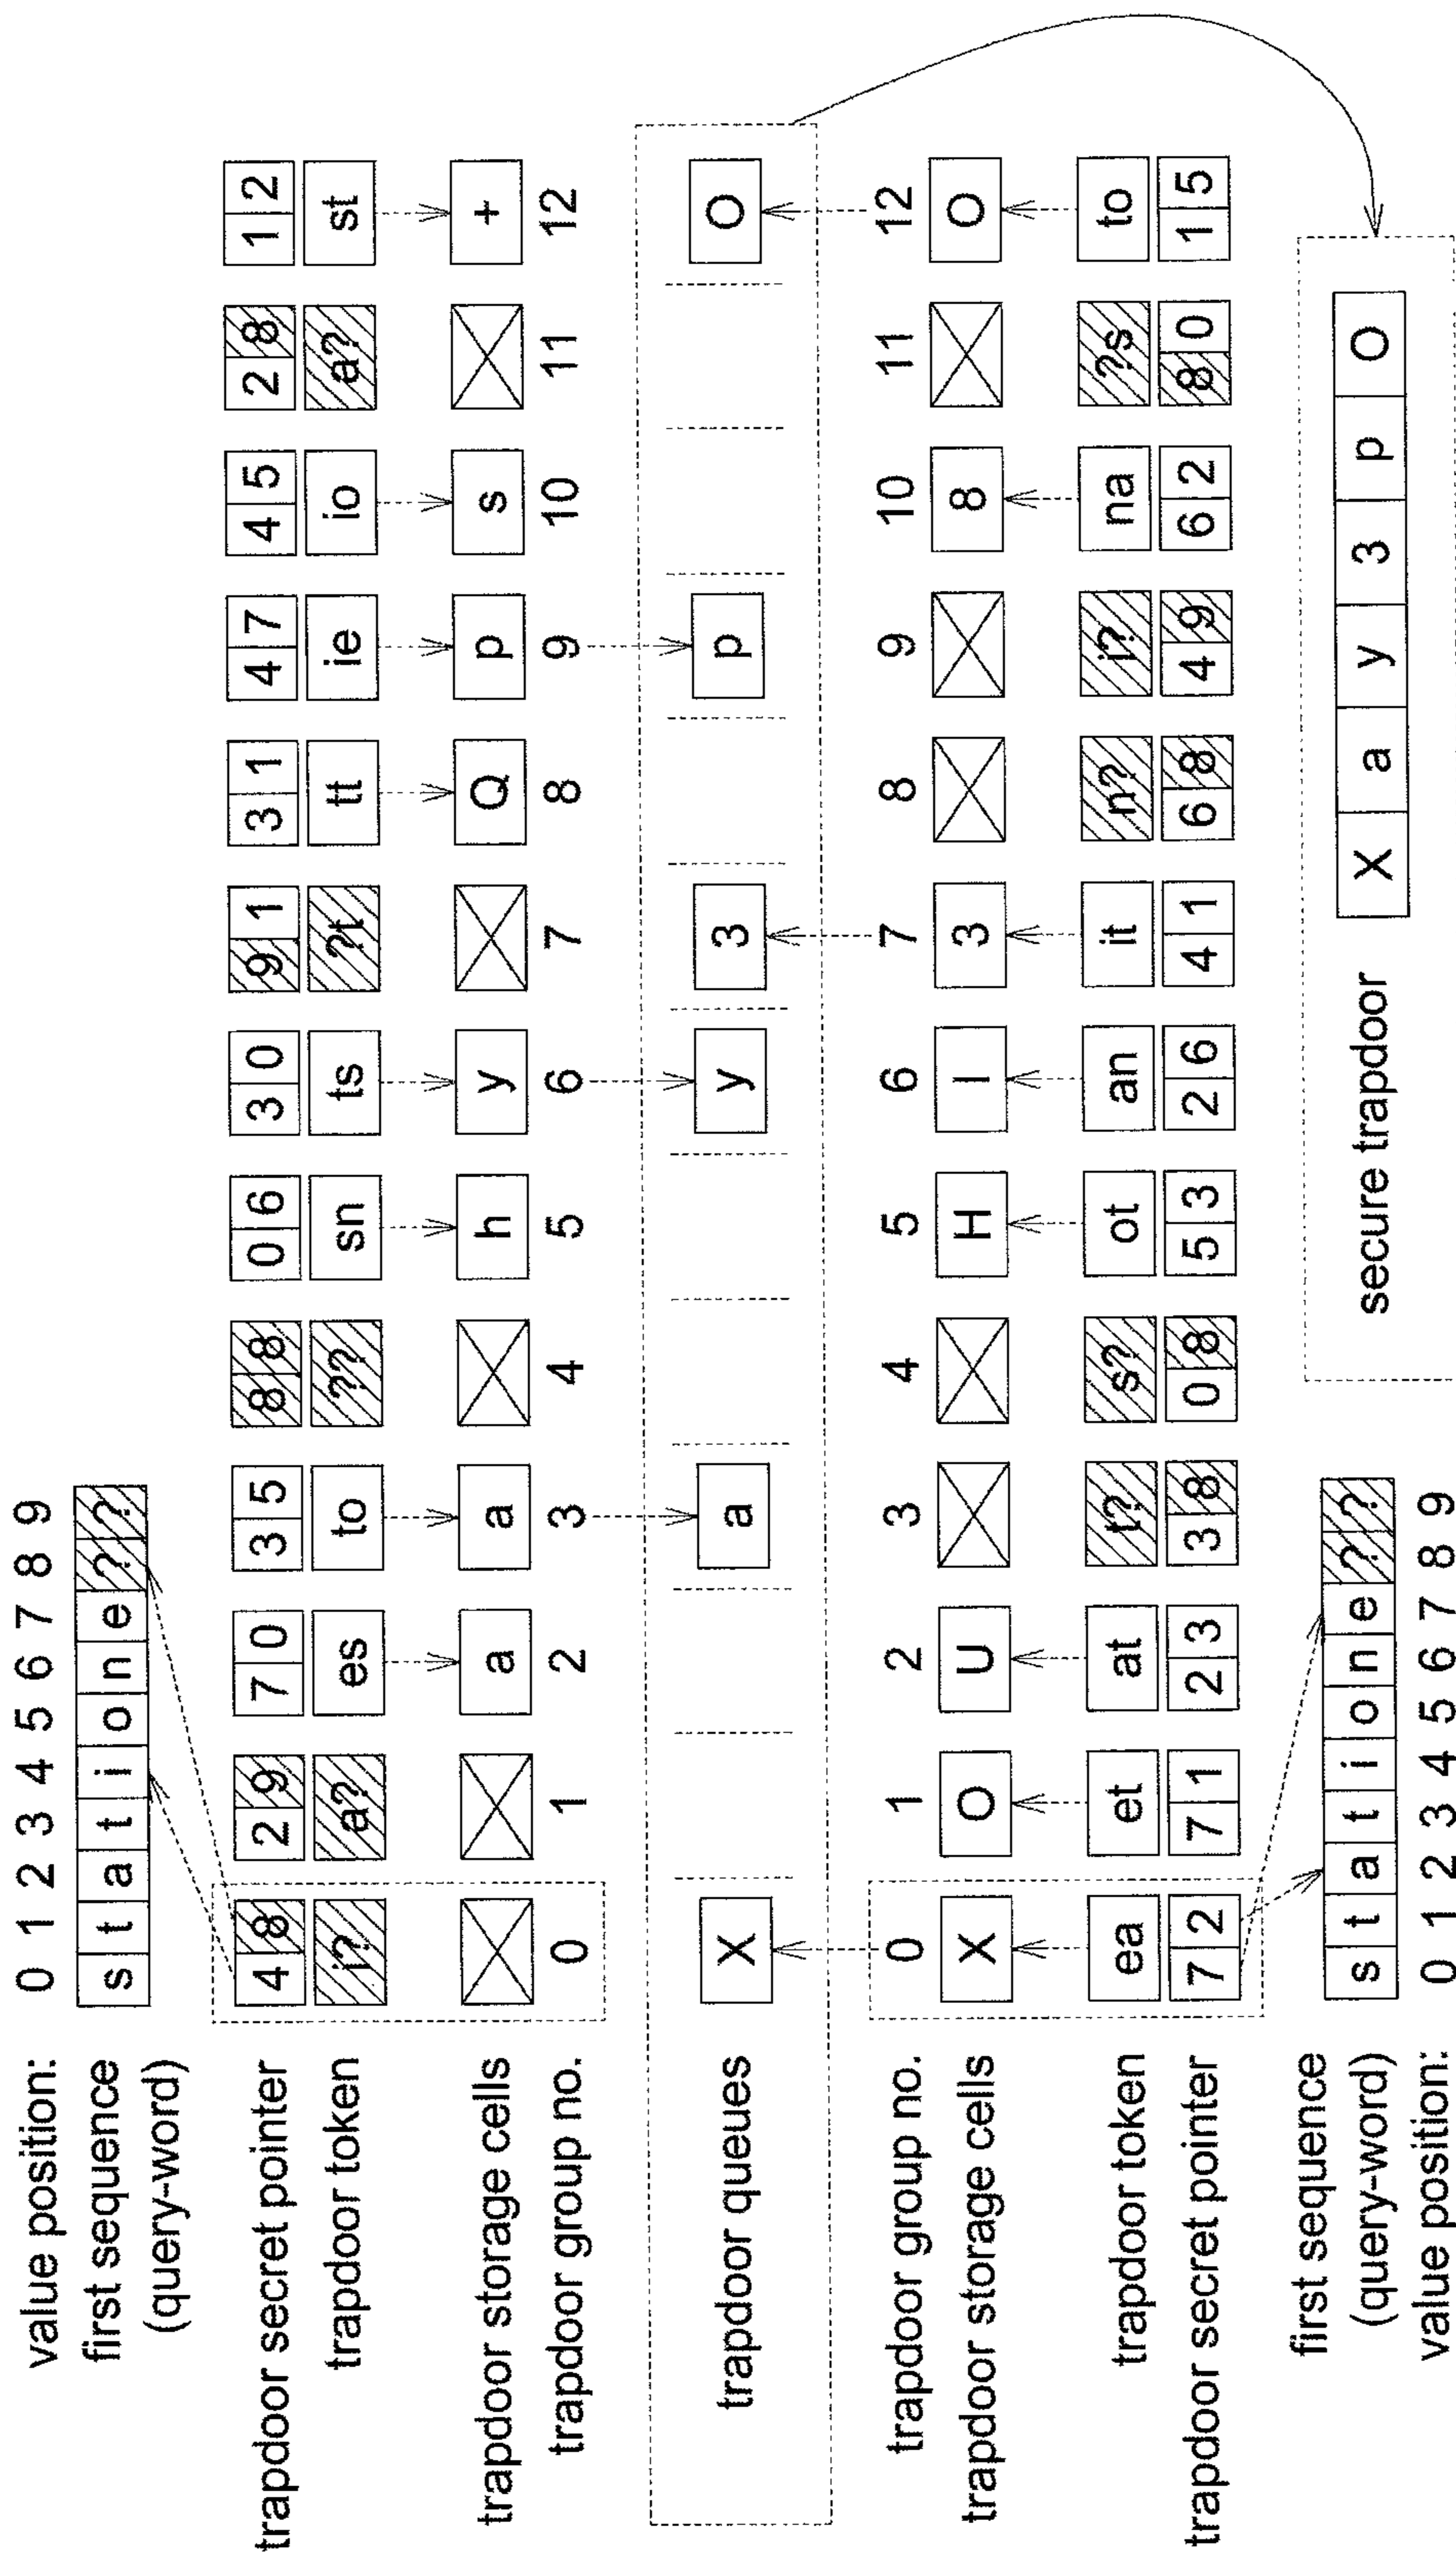 value position: 0 1 2 3 4 5 6 7 8 9
first sequence (query-word) s t a t i o n e ? ?
trapdoor secret pointer 4 8 2 9 7 0 3 5 8 8 0 6 3 0 9 1 3 1 4 7 4 5 2 8 1 2
trapdoor token i? a? es to ?? sn ts ?t tt ie io a? st
trapdoor storage cells a a h y Q p s +
trapdoor group no. 0 1 2 3 4 5 6 7 8 9 10 11 12
trapdoor queues X a y 3 p O
trapdoor group no. 0 1 2 3 4 5 6 7 8 9 10 11 12
trapdoor storage cells X O U H I 3 8 O
trapdoor token ea et at t? s? ot an it n? i? na ?s to
trapdoor secret pointer 7 2 7 1 2 3 3 8 0 8 5 3 2 6 4 1 6 8 4 9 6 2 8 0 1 5
first sequence (query-word) s t a t i o n e ? ?
value position: 0 1 2 3 4 5 6 7 8 9
secure trapdoor X a y 3 p O